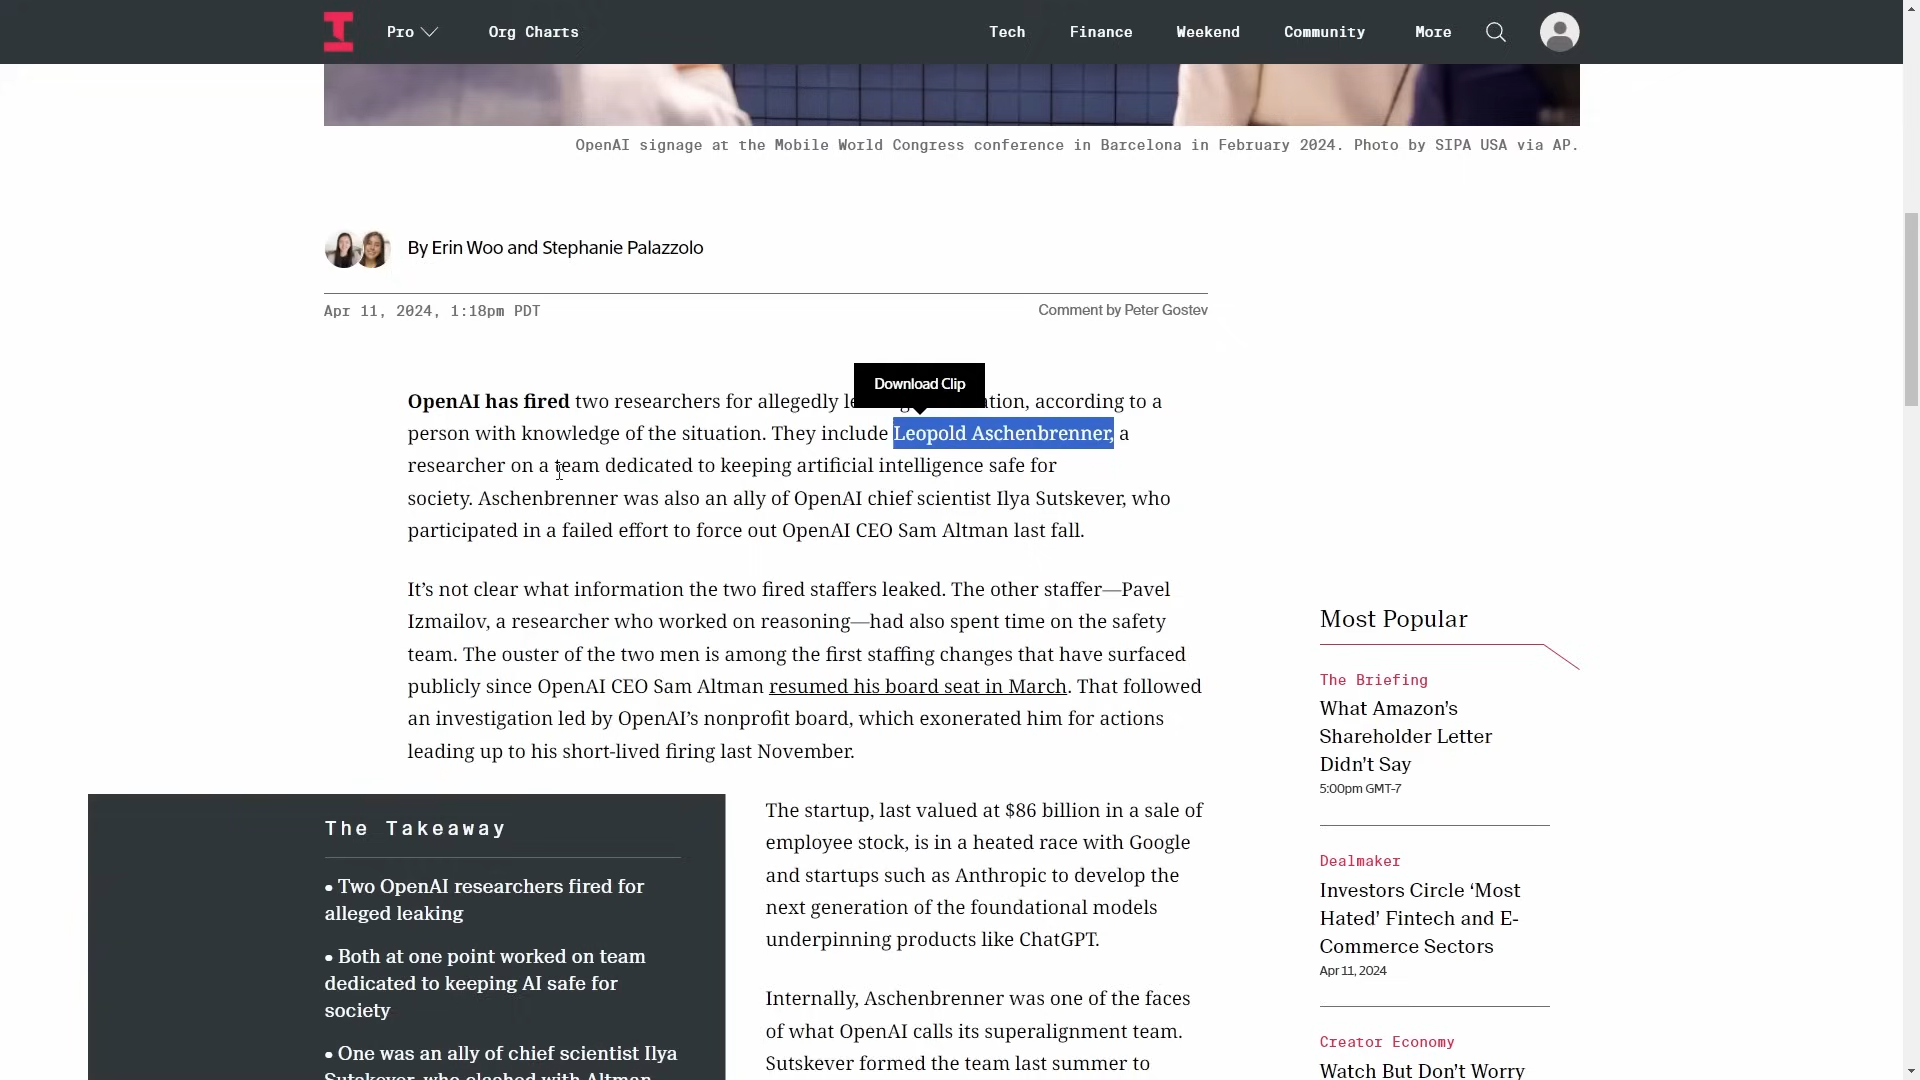 Pro
Org Charts
Tech
Finance
Weekend
Community
More
OpenAI signage at the Mobile World Congress conference in Barcelona in February 2024. Photo by SIPA USA via AP.
By Erin Woo and Stephanie Palazzolo
Apr 11, 2024, 1:18pm PDT
Comment by Peter Gostev
Download Clip
OpenAI has fired two researchers for allegedly according to a
person with knowledge of the situation. They include Leopold Aschenbrenner, a
researcher on a team dedicated to keeping artificial intelligence safe for
society. Aschenbrenner was also an ally of OpenAI chief scientist Ilya Sutskever, who
participated in a failed effort to force out OpenAI CEO Sam Altman last fall.
It’s not clear what information the two fired staffers leaked. The other staffer—Pavel
Izmailov, a researcher who worked on reasoning—had also spent time on the safety
team. The ouster of the two men is among the first staffing changes that have surfaced
publicly since OpenAI CEO Sam Altman resumed his board seat in March. That followed
an investigation led by OpenAI’s nonprofit board, which exonerated him for actions
leading up to his short-lived firing last November.
The Takeaway
• Two OpenAI researchers fired for
alleged leaking
• Both at one point worked on team
dedicated to keeping AI safe for
society
• One was an ally of chief scientist Ilya
Sutskever, who clashed with Altman
The startup, last valued at $86 billion in a sale of
employee stock, is in a heated race with Google
and startups such as Anthropic to develop the
next generation of the foundational models
underpinning products like ChatGPT.
Internally, Aschenbrenner was one of the faces
of what OpenAI calls its superalignment team.
Sutskever formed the team last summer to
Most Popular
The Briefing
What Amazon’s
Shareholder Letter
Didn’t Say
5:00pm GMT-7
Dealmaker
Investors Circle ‘Most
Hated’ Fintech and E-
Commerce Sectors
Apr 11, 2024
Creator Economy
Watch But Don’t Worry